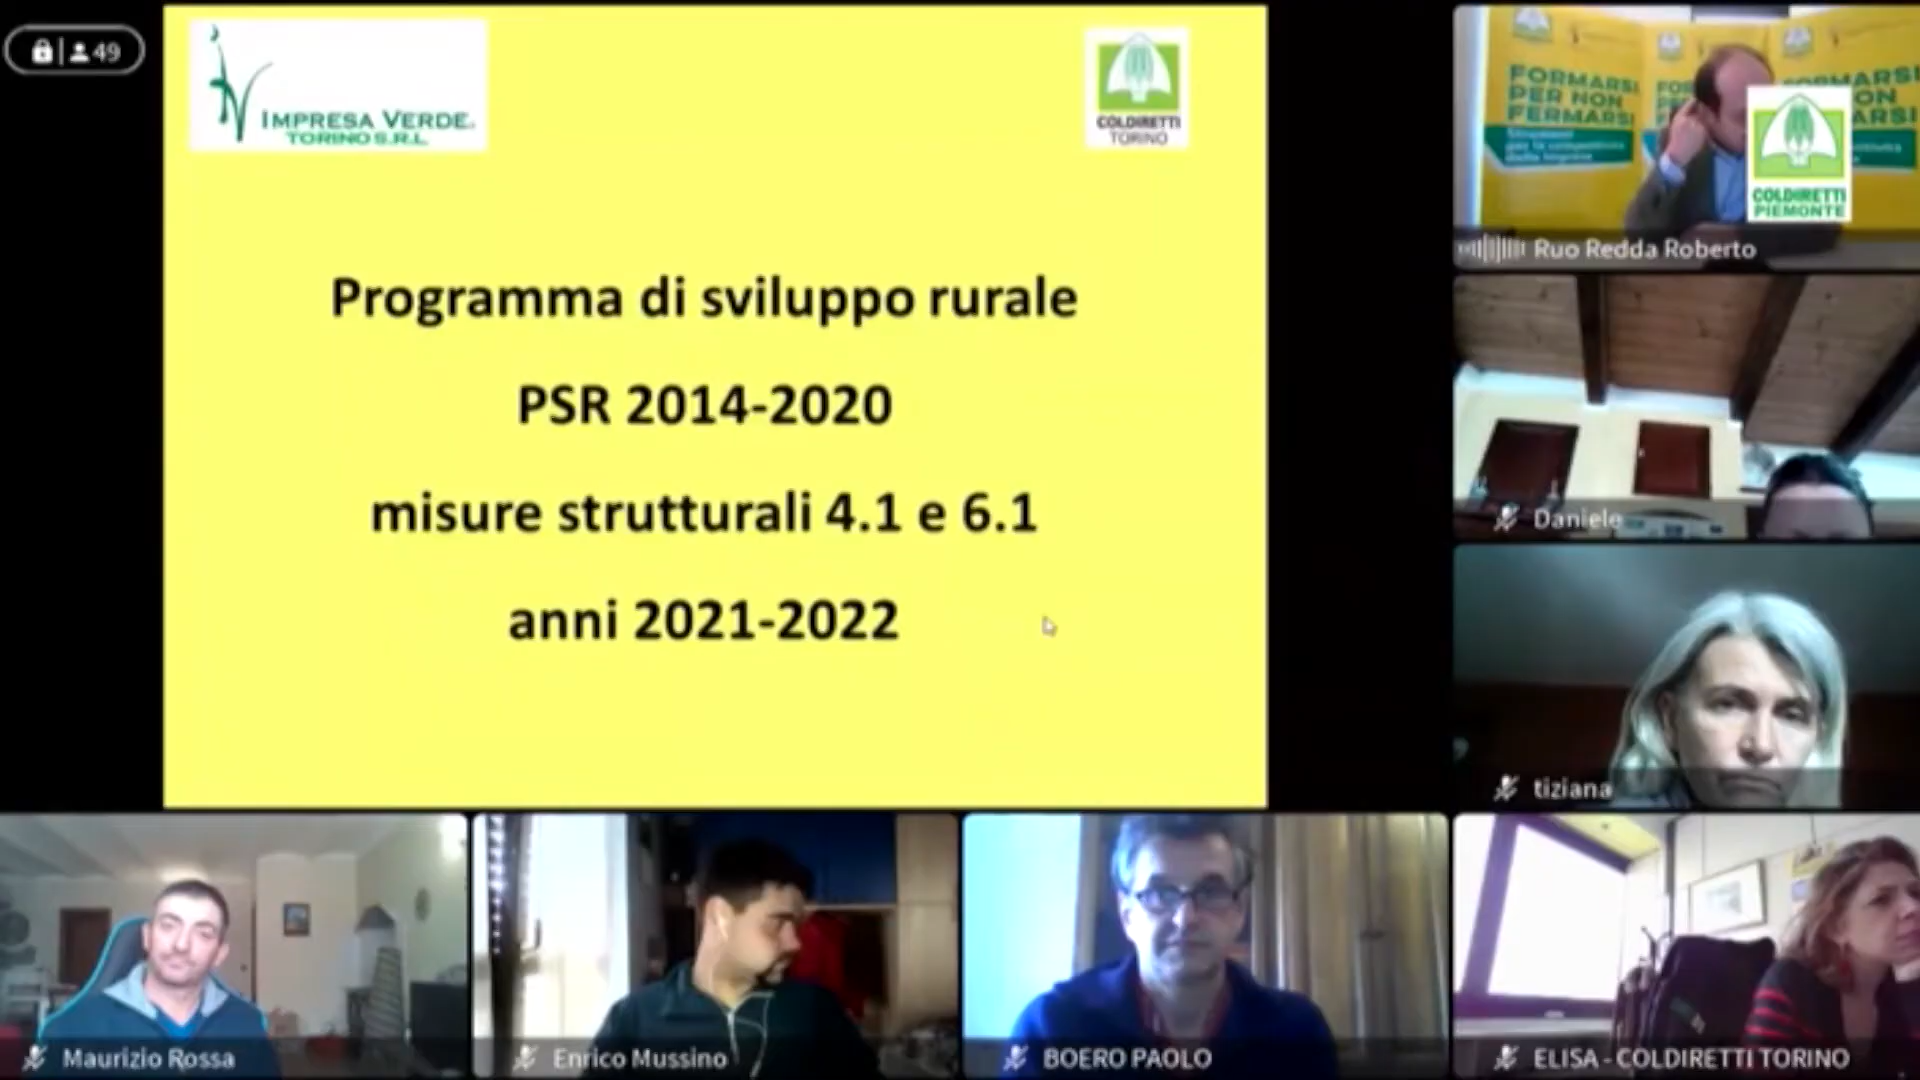 49
IMPRESA VERDE
TORINO S.R.L.
COLDIRETTI
TORINO
Programma di sviluppo rurale
PSR 2014-2020
misure strutturali 4.1 e 6.1
anni 2021-2022
FORMARSI
PER NON
FERMARSI
COLDIRETTI
PIEMONTE
Ruo Redda Roberto
Daniele
tiziana
Maurizio Rossa
Enrico Mussino
BOERO PAOLO
ELISA - COLDIRETTI TORINO